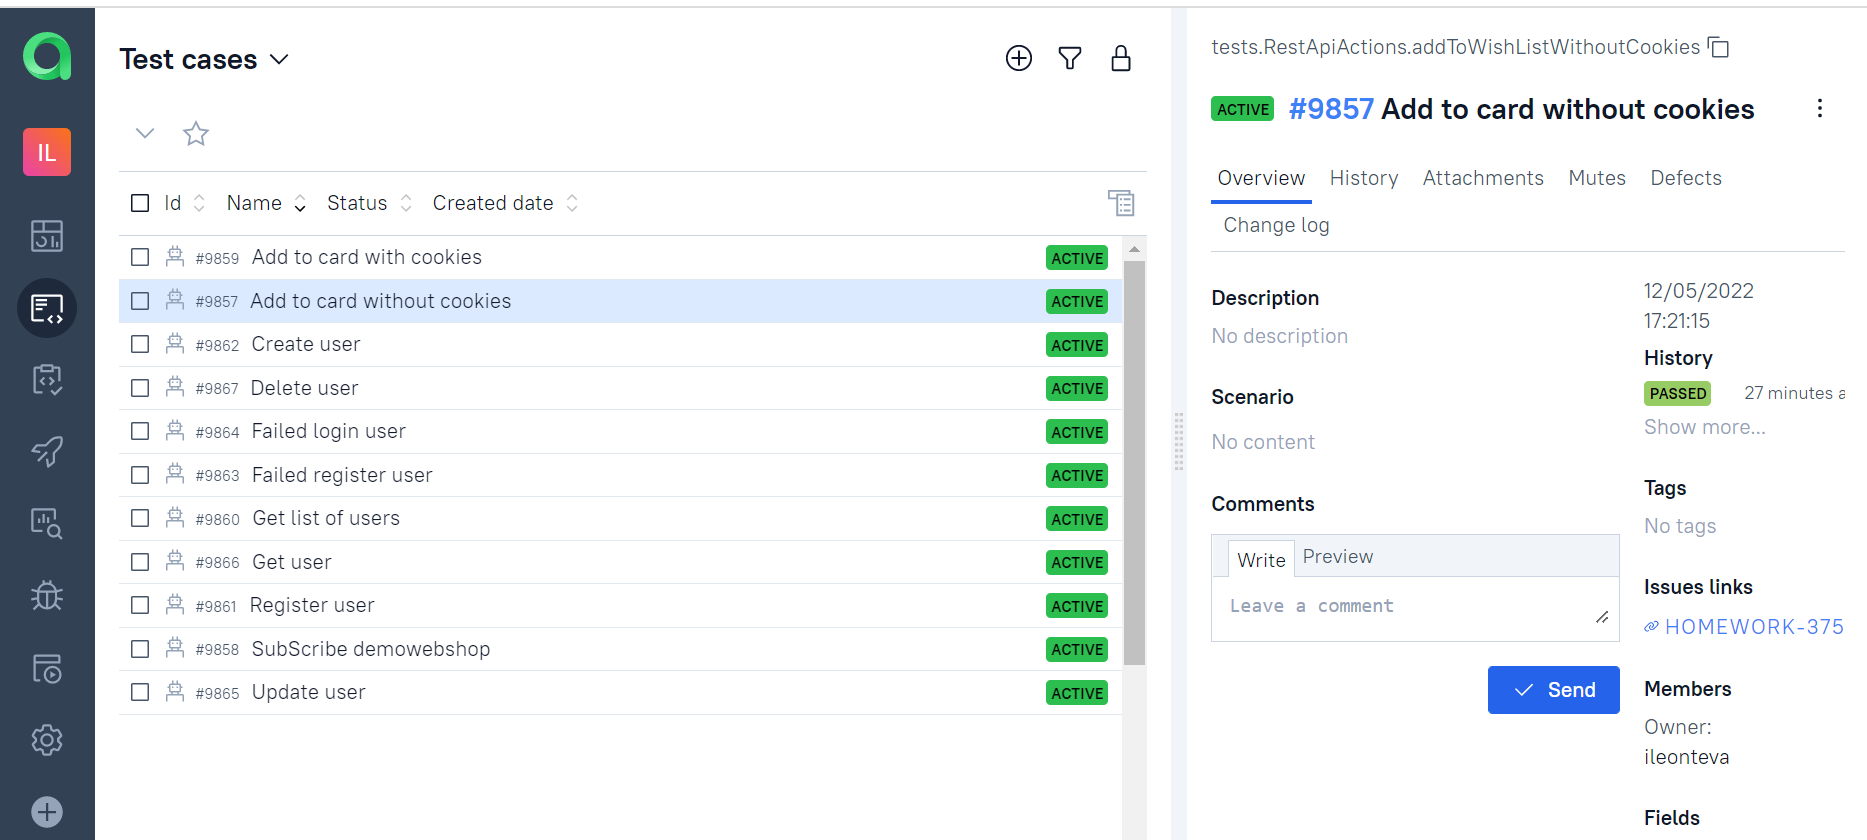 IL
Test cases
Id Name Status Created date
#9859 Add to card with cookies ACTIVE
#9857 Add to card without cookies ACTIVE
#9862 Create user ACTIVE
#9867 Delete user ACTIVE
#9864 Failed login user ACTIVE
#9863 Failed register user ACTIVE
#9860 Get list of users ACTIVE
#9866 Get user ACTIVE
#9861 Register user ACTIVE
#9858 SubScribe demowebshop ACTIVE
#9865 Update user ACTIVE
tests.RestApiActions.addToWishListWithoutCookies
ACTIVE #9857 Add to card without cookies
Overview History Attachments Mutes Defects
Change log
Description
No description
Scenario
No content
Comments
Write Preview
Leave a comment
Send
12/05/2022
17:21:15
History
PASSED 27 minutes a
Show more...
Tags
No tags
Issues links
HOMEWORK-375
Members
Owner:
ileonteva
Fields